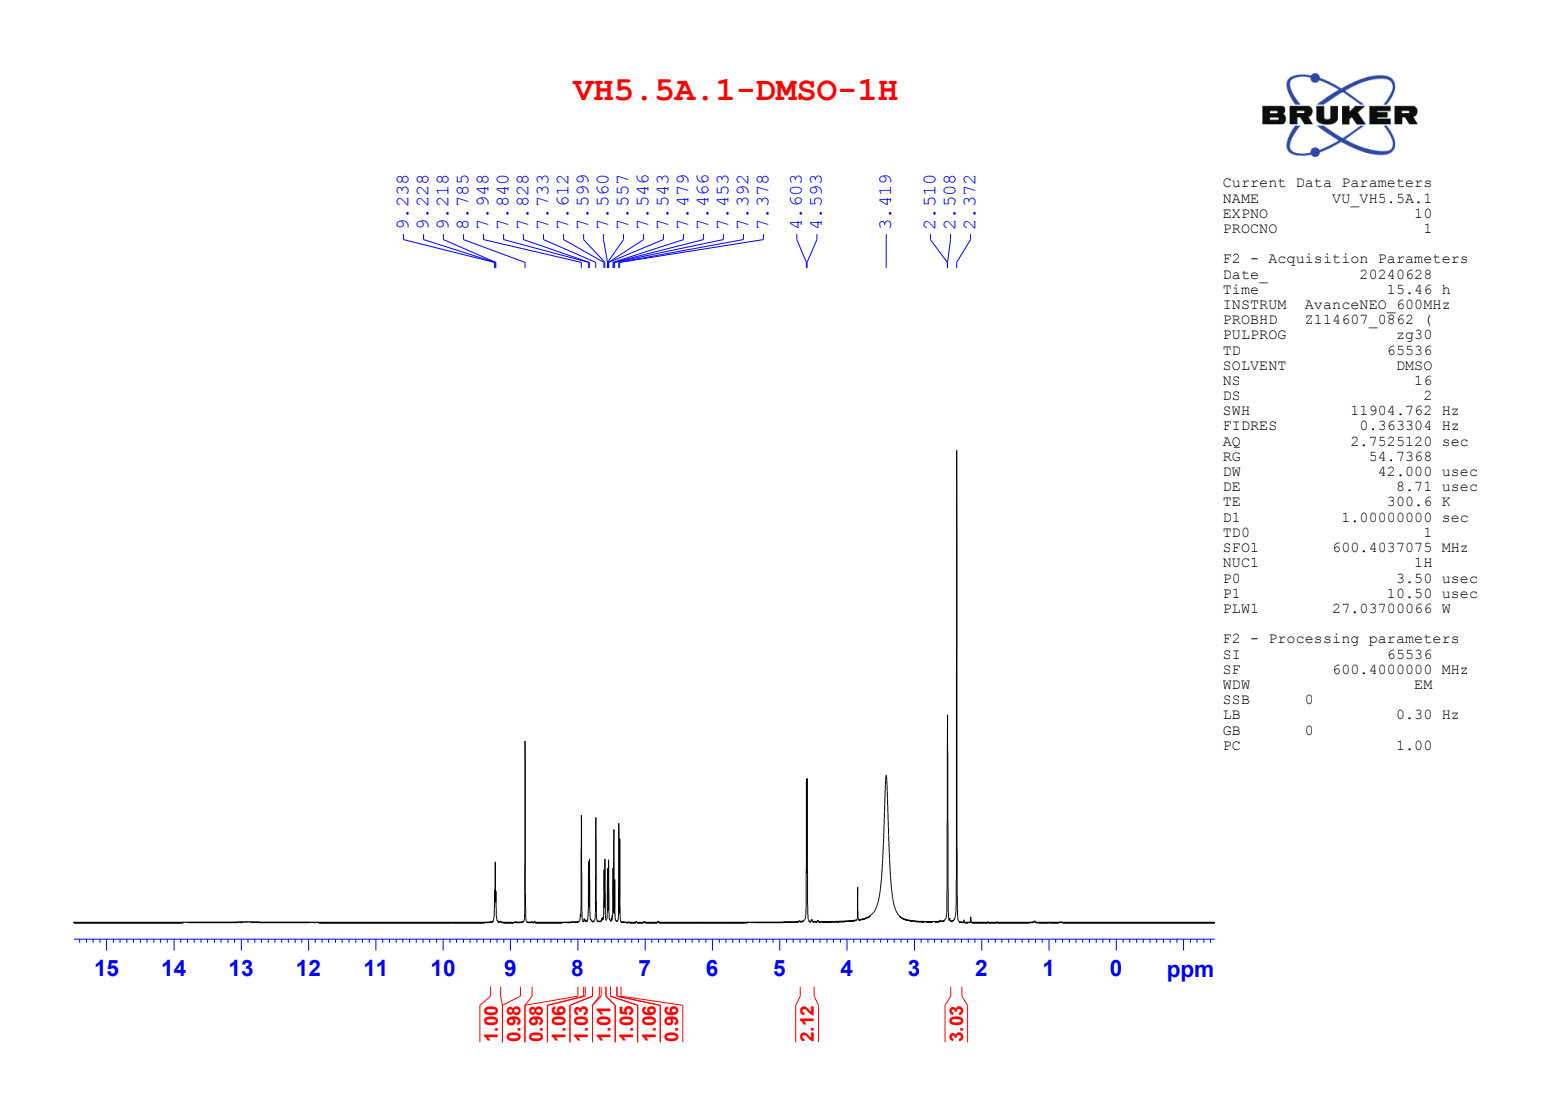 VH5.5A.1-DMSO-1H
BRUKER
9.238
9.228
9.218
8.785
7.948
7.840
7.828
7.733
7.612
7.599
7.560
7.557
7.546
7.543
7.479
7.466
7.453
7.392
7.378
4.603
4.593
3.419
2.510
2.508
2.372
Current Data Parameters
NAME VU_VH5.5A.1
EXPNO 10
PROCNO 1
F2 - Acquisition Parameters
Date_ 20240628
Time 15.46 h
INSTRUM AvanceNEO_600MHz
PROBHD Z114607_0862 (
PULPROG zg30
TD 65536
SOLVENT DMSO
NS 16
DS 2
SWH 11904.762 Hz
FIDRES 0.363304 Hz
AQ 2.7525120 sec
RG 54.7368
DW 42.000 usec
DE 8.71 usec
TE 300.6 K
D1 1.00000000 sec
TD0 1
SFO1 600.4037075 MHz
NUC1 1H
P0 3.50 usec
P1 10.50 usec
PLW1 27.03700066 W
F2 - Processing parameters
SI 65536
SF 600.4000000 MHz
WDW EM
SSB 0
LB 0.30 Hz
GB 0
PC 1.00
15 14 13 12 11 10 9 8 7 6 5 4 3 2 1 0 ppm
1.00
0.98
0.98
1.06
1.03
1.01
1.05
1.06
0.96
2.12
3.03